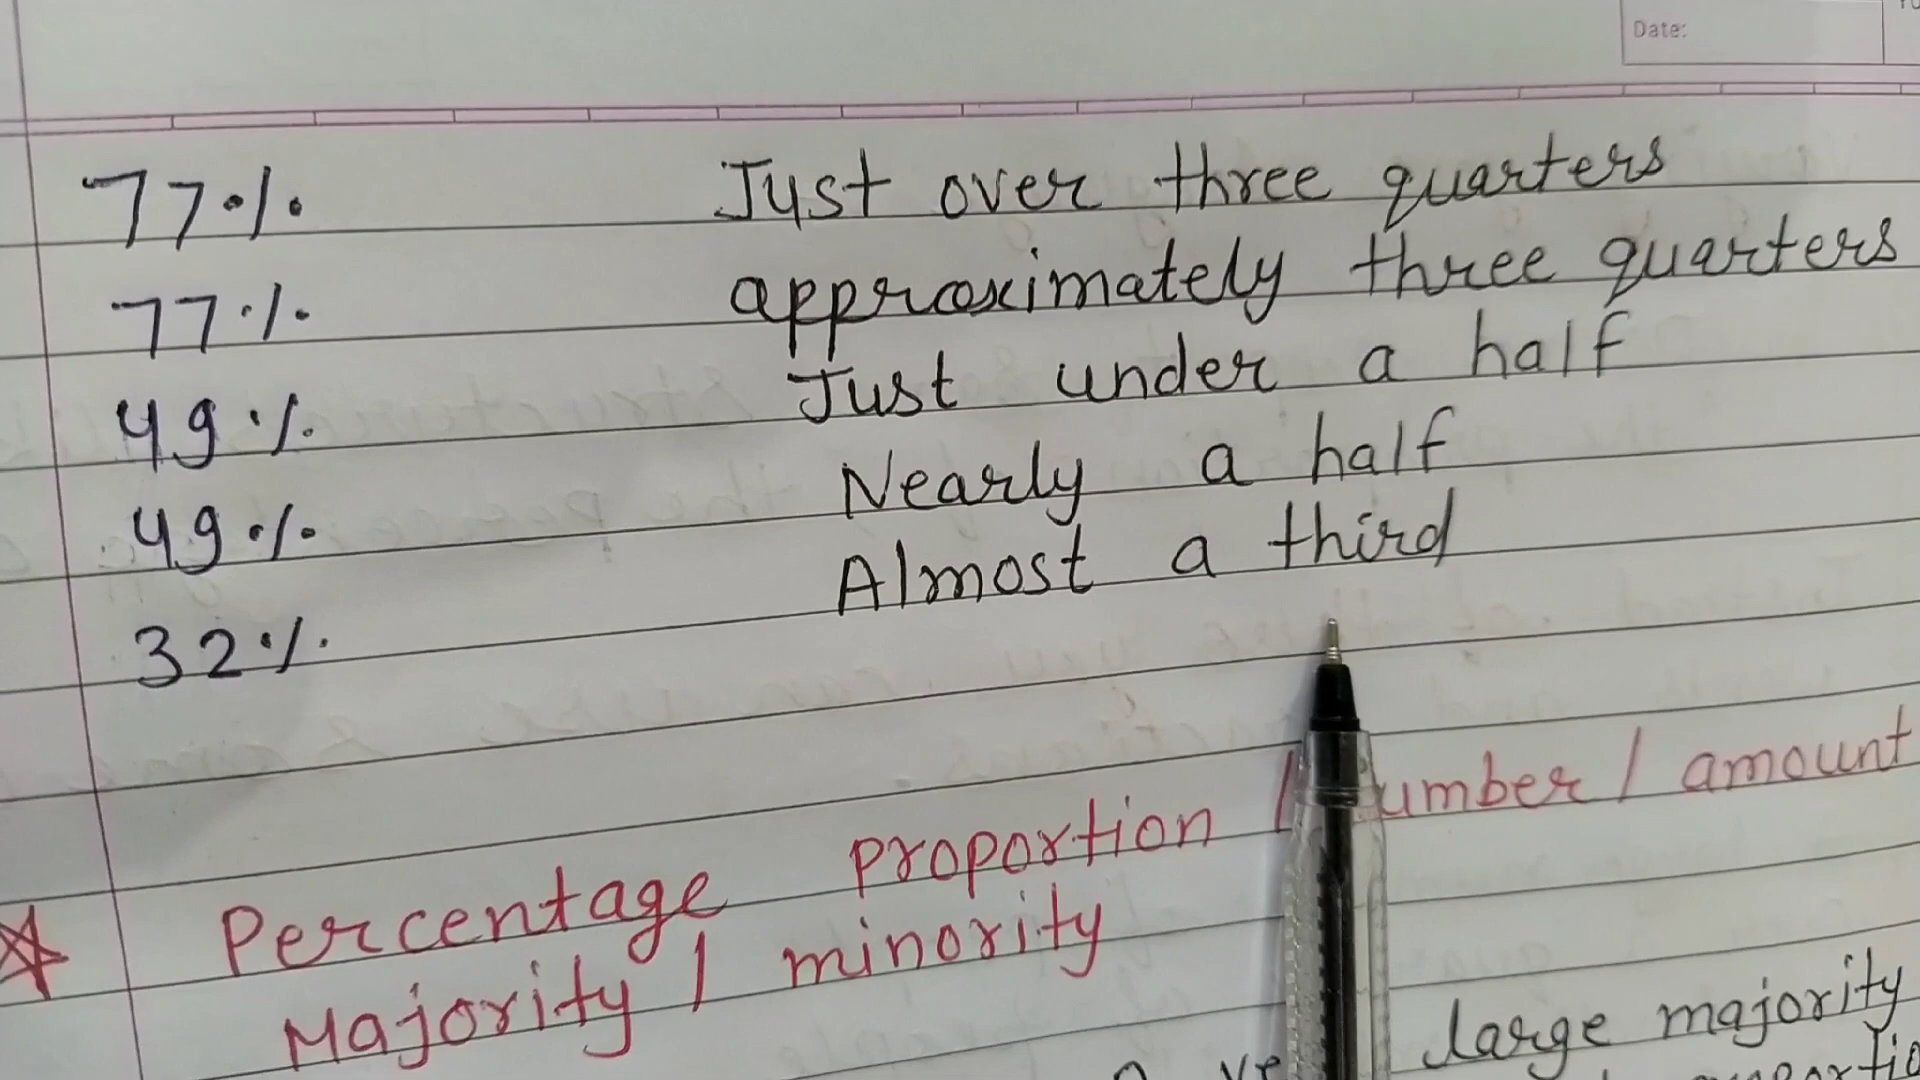 Date:
77% Just over three quarters
77% approximately three quarters
49% Just under a half
49% Nearly a half
32% Almost a third
Percentage proportion / umber / amount
Majority / minority
large majority